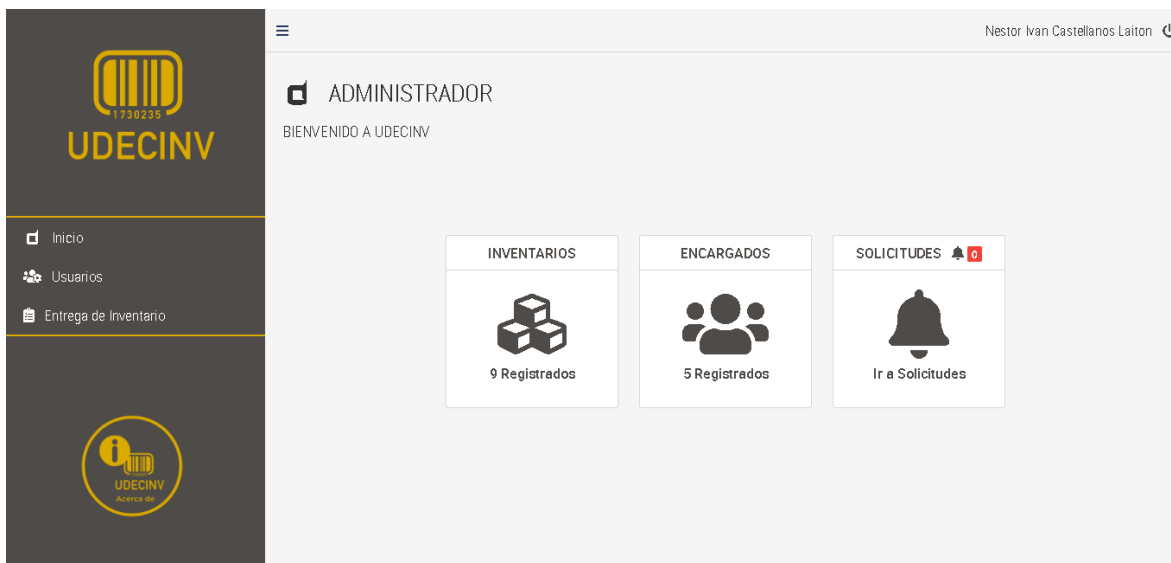 1730235
UDECINV
Inicio
Usuarios
Entrega de Inventario
UDECINV
Acerca de
Nestor Ivan Castellanos Laiton
ADMINISTRADOR
BIENVENIDO A UDECINV
INVENTARIOS
9 Registrados
ENCARGADOS
5 Registrados
SOLICITUDES 0
Ir a Solicitudes